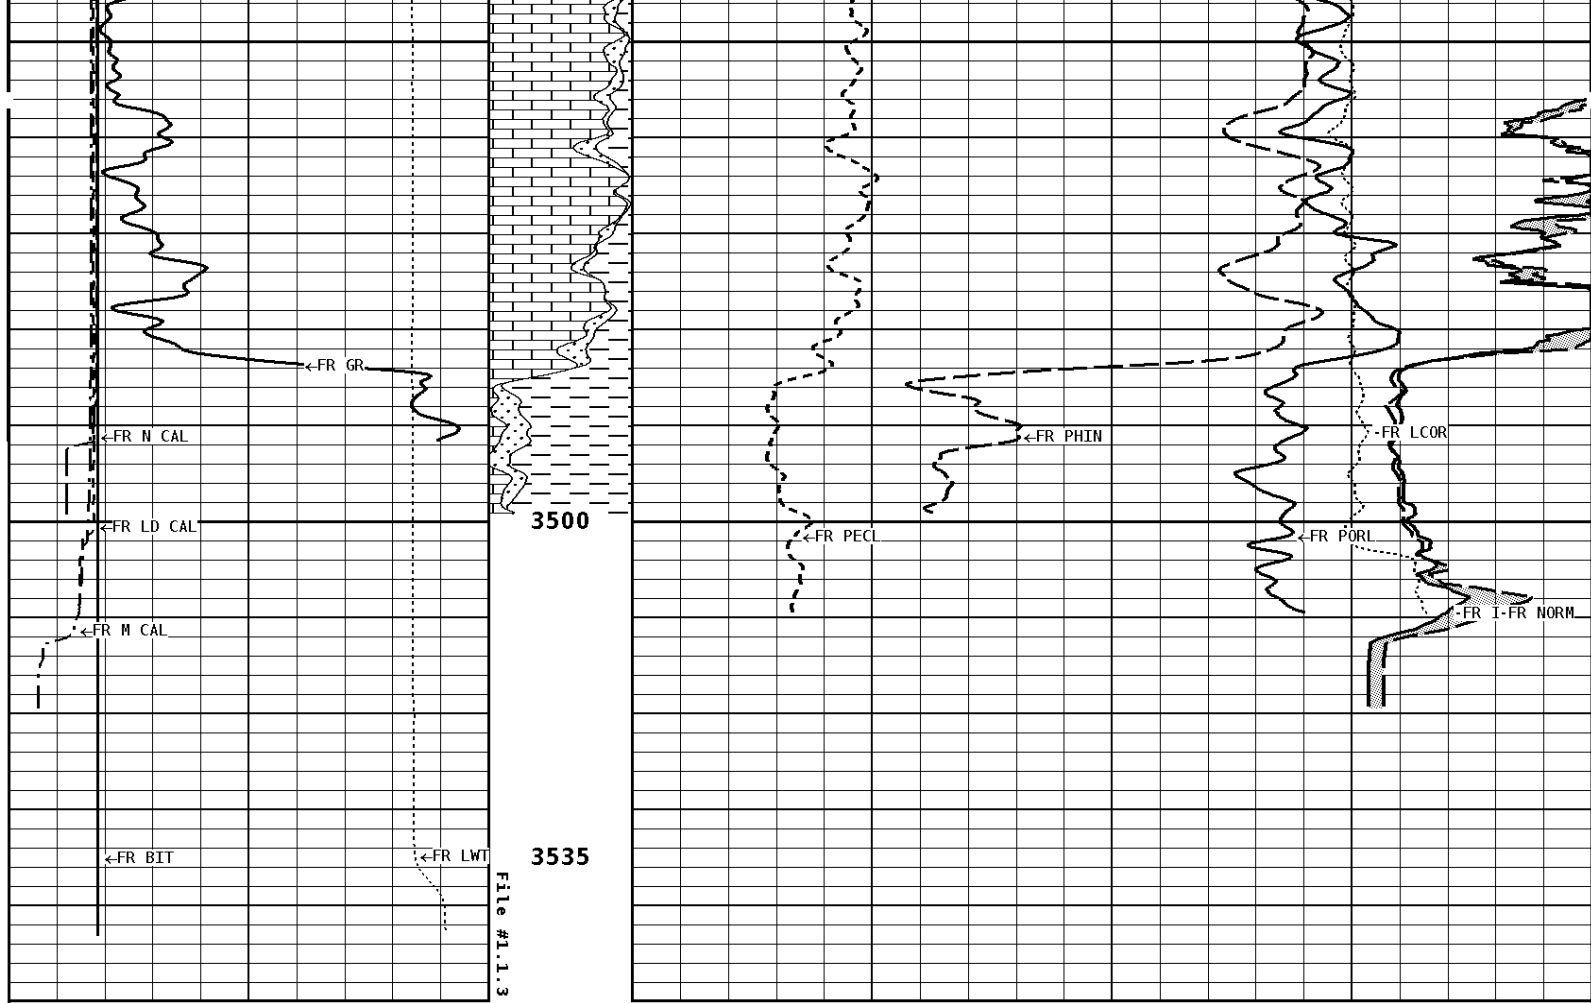 ←FR GR
←FR N CAL
←FR PHIN
-FR LCOR
3500
←FR LD CAL
←FR PECL
←FR PORL
-FR I-FR NORM
←FR M CAL
←FR BIT
←FR LWT
3535
File #1.1.3